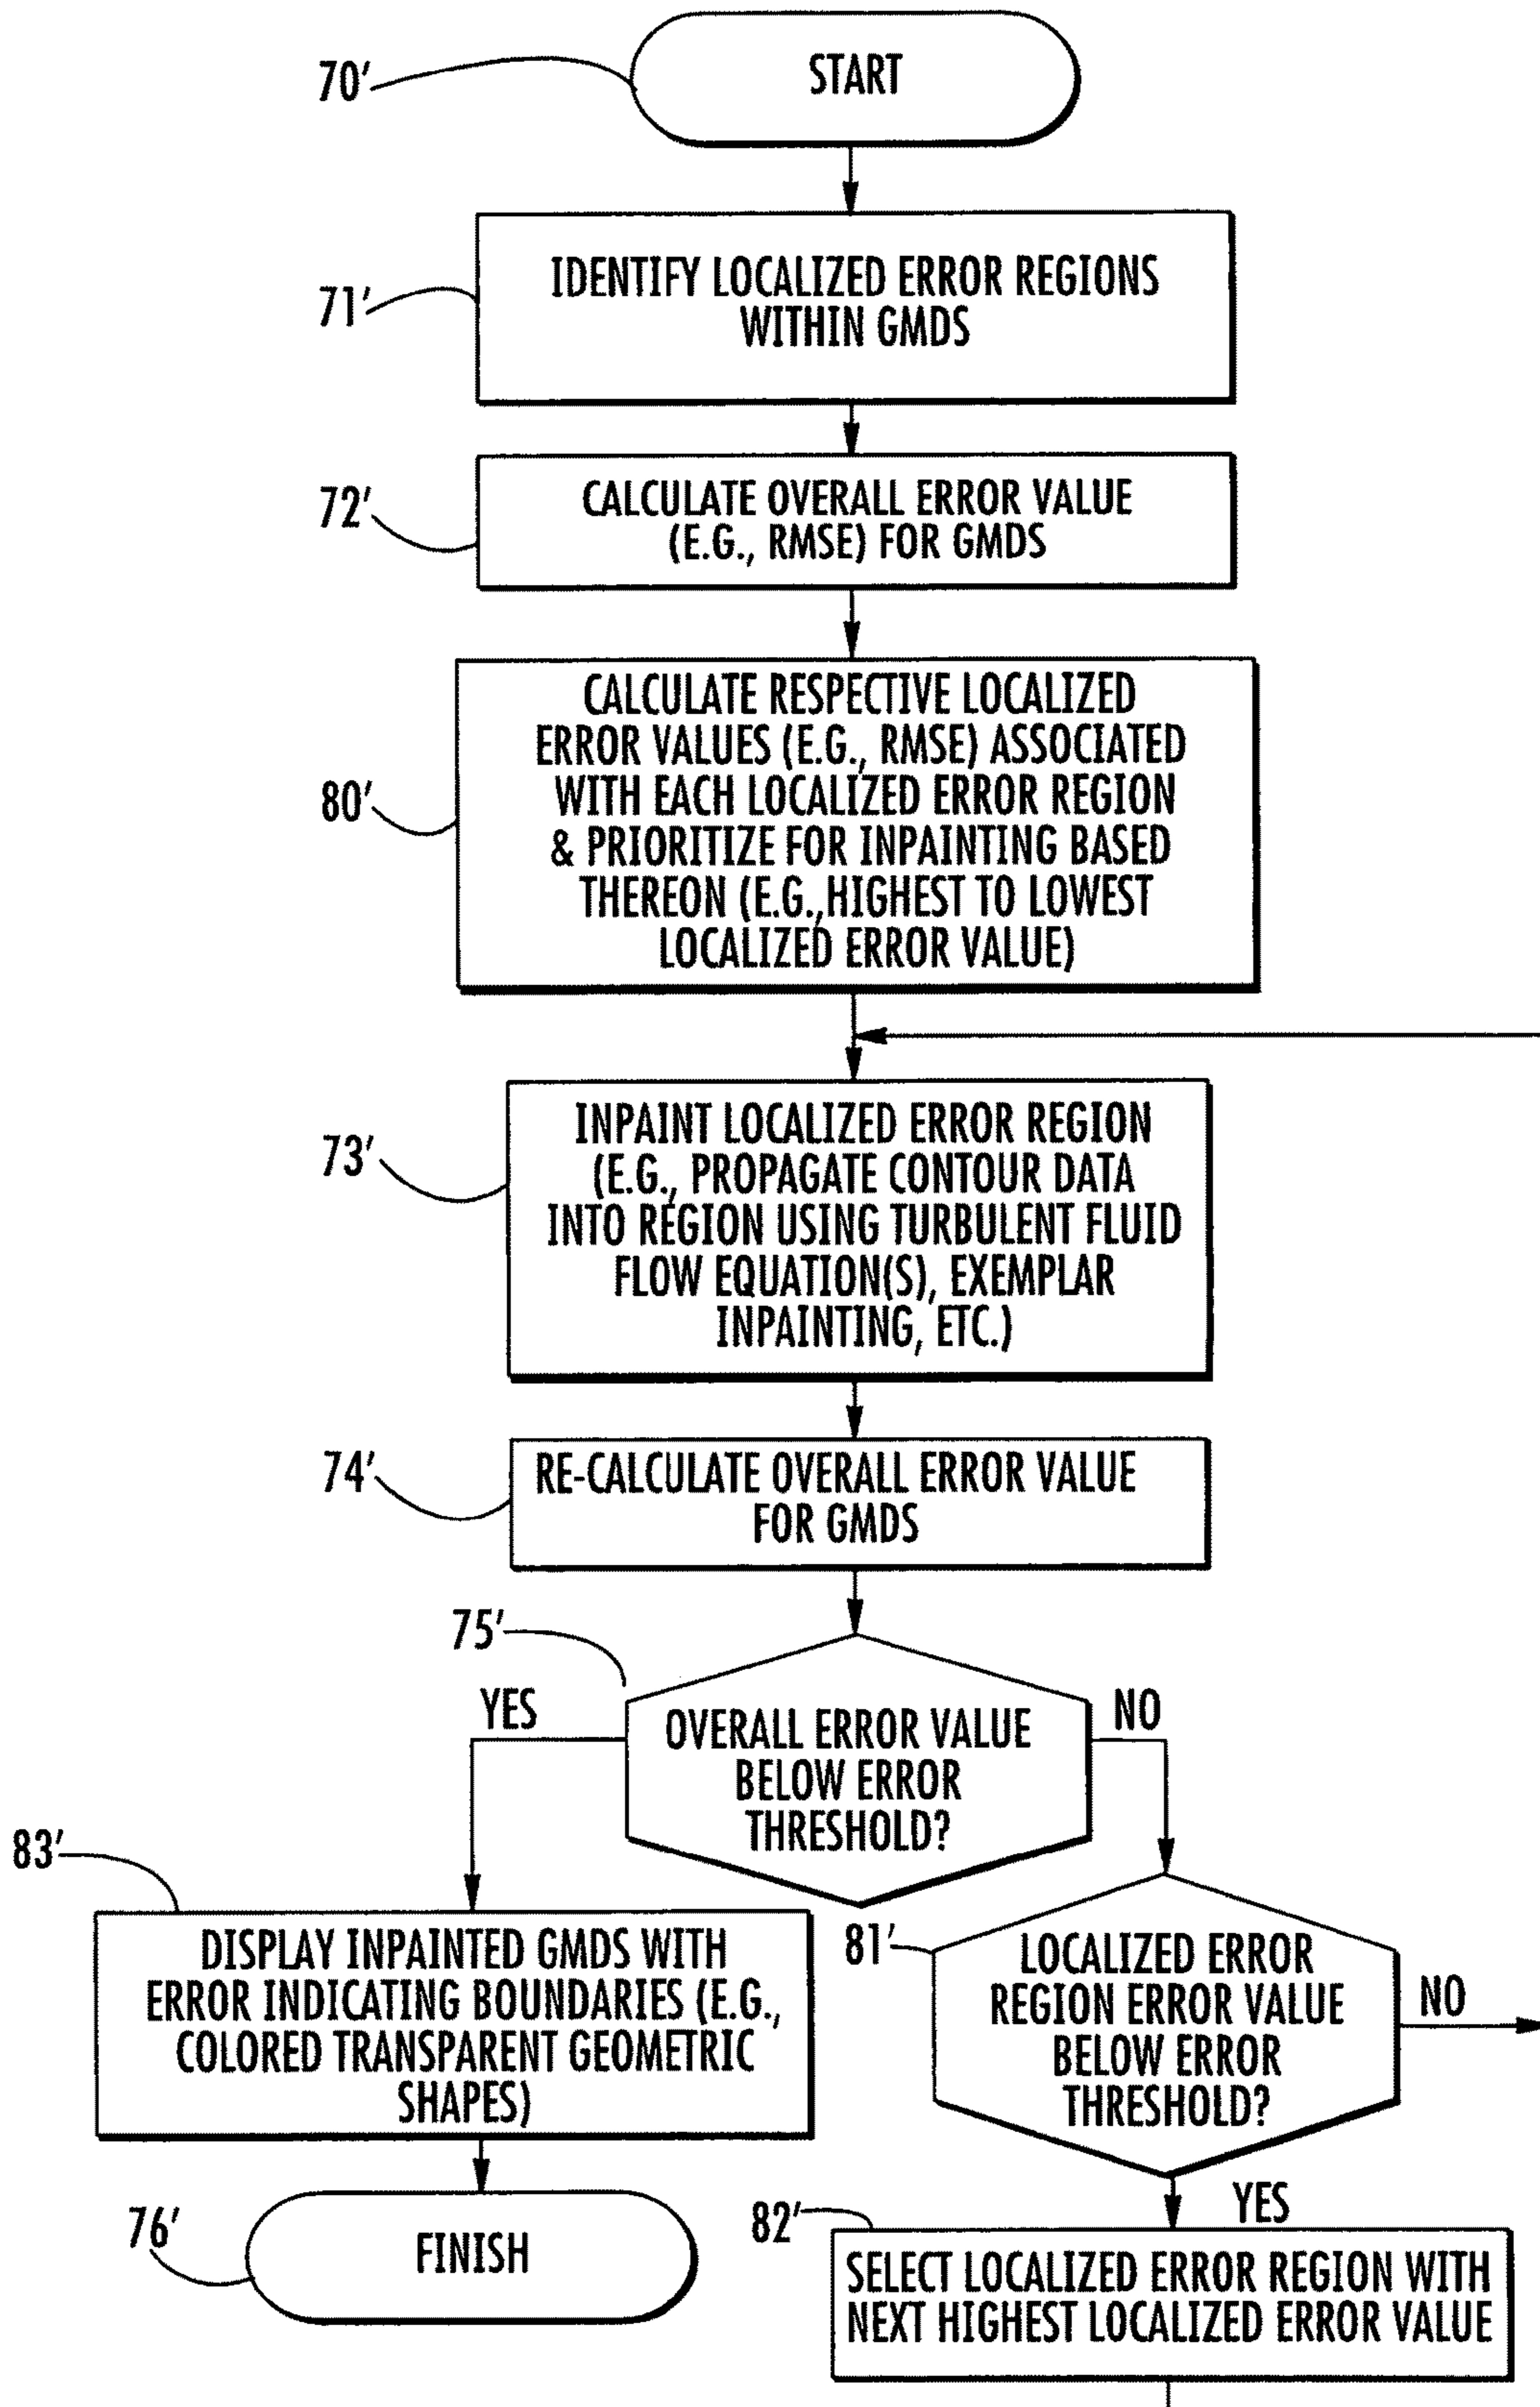 70'
START
71'
IDENTIFY LOCALIZED ERROR REGIONS
WITHIN GMDS
72'
CALCULATE OVERALL ERROR VALUE
(E.G., RMSE) FOR GMDS
80'
CALCULATE RESPECTIVE LOCALIZED
ERROR VALUES (E.G., RMSE) ASSOCIATED
WITH EACH LOCALIZED ERROR REGION
& PRIORITIZE FOR INPAINTING BASED
THEREON (E.G.,HIGHEST TO LOWEST
LOCALIZED ERROR VALUE)
73'
INPAINT LOCALIZED ERROR REGION
(E.G., PROPAGATE CONTOUR DATA
INTO REGION USING TURBULENT FLUID
FLOW EQUATION(S), EXEMPLAR
INPAINTING, ETC.)
74'
RE-CALCULATE OVERALL ERROR VALUE
FOR GMDS
75'
YES
NO
OVERALL ERROR VALUE
BELOW ERROR
THRESHOLD?
83'
DISPLAY INPAINTED GMDS WITH
ERROR INDICATING BOUNDARIES (E.G.,
COLORED TRANSPARENT GEOMETRIC
SHAPES)
81'
LOCALIZED ERROR
REGION ERROR VALUE
BELOW ERROR
THRESHOLD?
NO
YES
76'
FINISH
82'
SELECT LOCALIZED ERROR REGION WITH
NEXT HIGHEST LOCALIZED ERROR VALUE